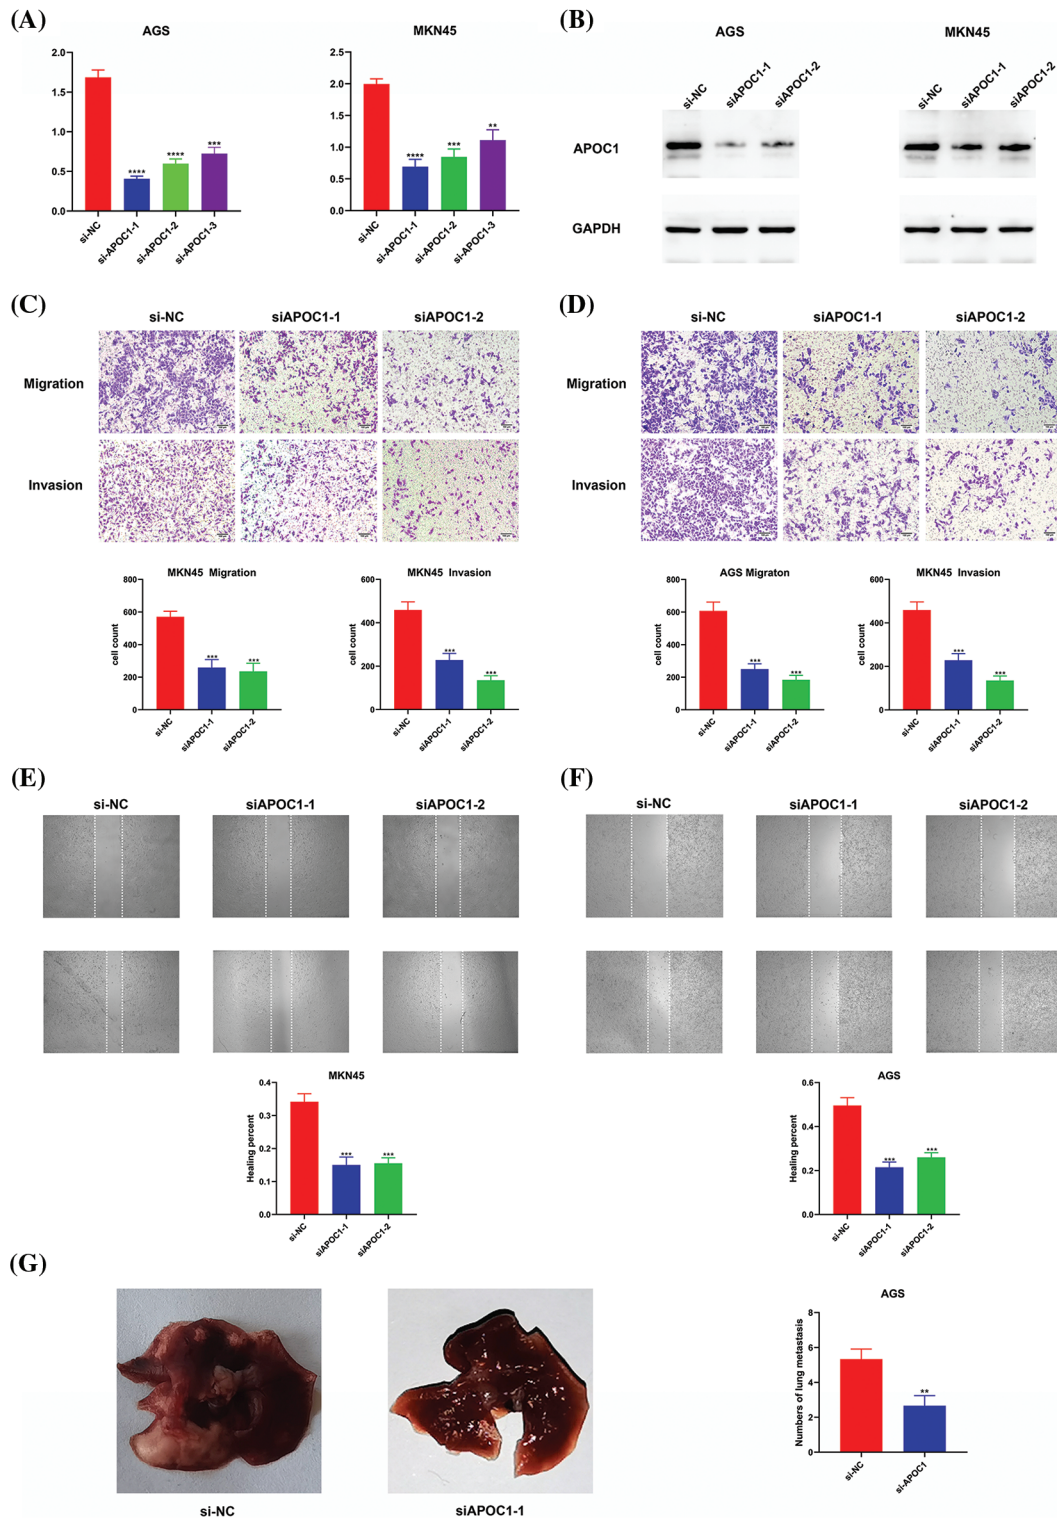 (A)
AGS
2.0
1.5
1.0
0.5
0.0
****
****
***
si-NC
si-APOC1-1
si-APOC1-2
si-APOC1-3
MKN45
2.5
2.0
1.5
1.0
0.5
0.0
****
***
**
si-NC
si-APOC1-1
si-APOC1-2
si-APOC1-3
(B)
AGS
MKN45
si-NC
siAPOC1-1
siAPOC1-2
si-NC
siAPOC1-1
siAPOC1-2
APOC1
GAPDH
(C)
si-NC
siAPOC1-1
siAPOC1-2
Migration
Invasion
MKN45 Migration
cell count
800
600
400
200
0
***
***
si-NC
siAPOC1-1
siAPOC1-2
MKN45 Invasion
cell count
600
400
200
0
***
***
si-NC
siAPOC1-1
siAPOC1-2
(D)
si-NC
siAPOC1-1
siAPOC1-2
Migration
Invasion
AGS Migraton
cell count
800
600
400
200
0
***
***
si-NC
siAPOC1-1
siAPOC1-2
MKN45 Invasion
cell count
600
400
200
0
***
***
si-NC
siAPOC1-1
siAPOC1-2
(E)
si-NC
siAPOC1-1
siAPOC1-2
MKN45
Healing percent
0.4
0.3
0.2
0.1
0.0
***
***
si-NC
siAPOC1-1
siAPOC1-2
(F)
si-NC
siAPOC1-1
siAPOC1-2
AGS
Healing percent
0.6
0.4
0.2
0.0
***
***
si-NC
siAPOC1-1
siAPOC1-2
(G)
si-NC
siAPOC1-1
AGS
Numbers of lung metastasis
8
6
4
2
0
**
si-NC
si-APOC1